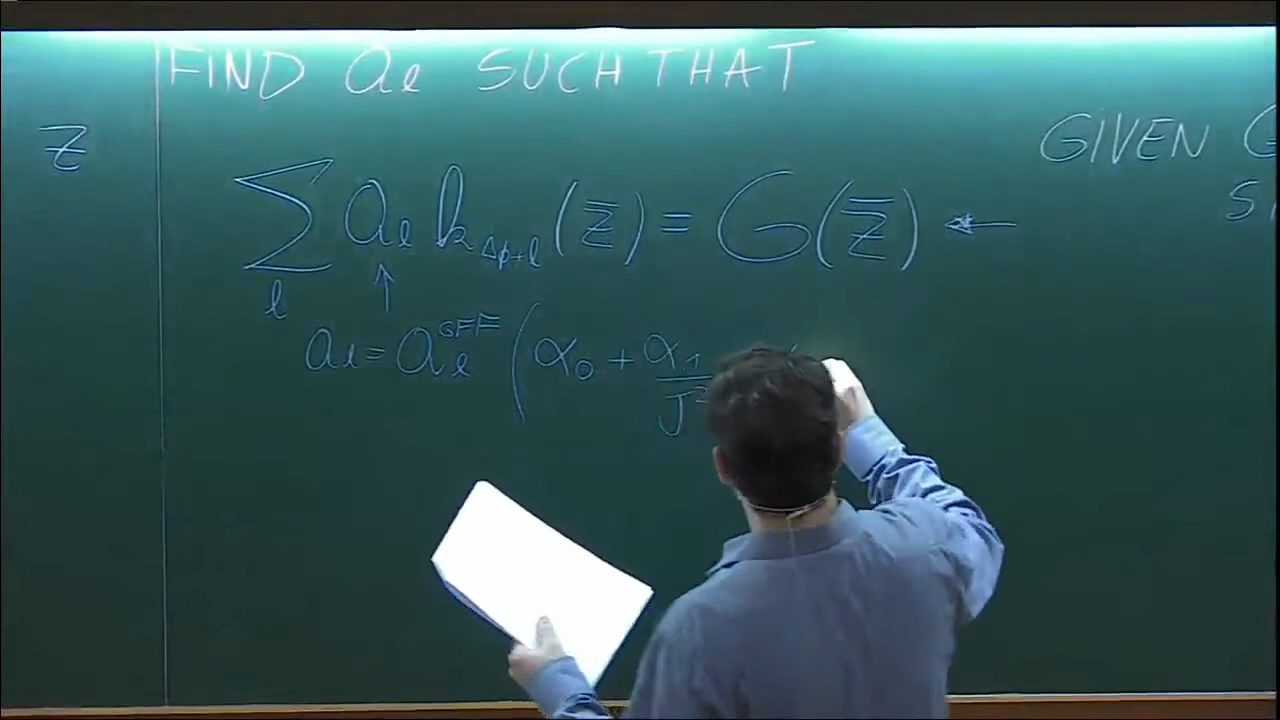 FIND aℓ SUCH THAT
Z̄
GIVEN G
∑ℓ aℓ k_{Δφ+ℓ}(z̄) = G(z̄) ←
↑
aℓ = aℓ^{GFF} ( α₀ + α₁/J²